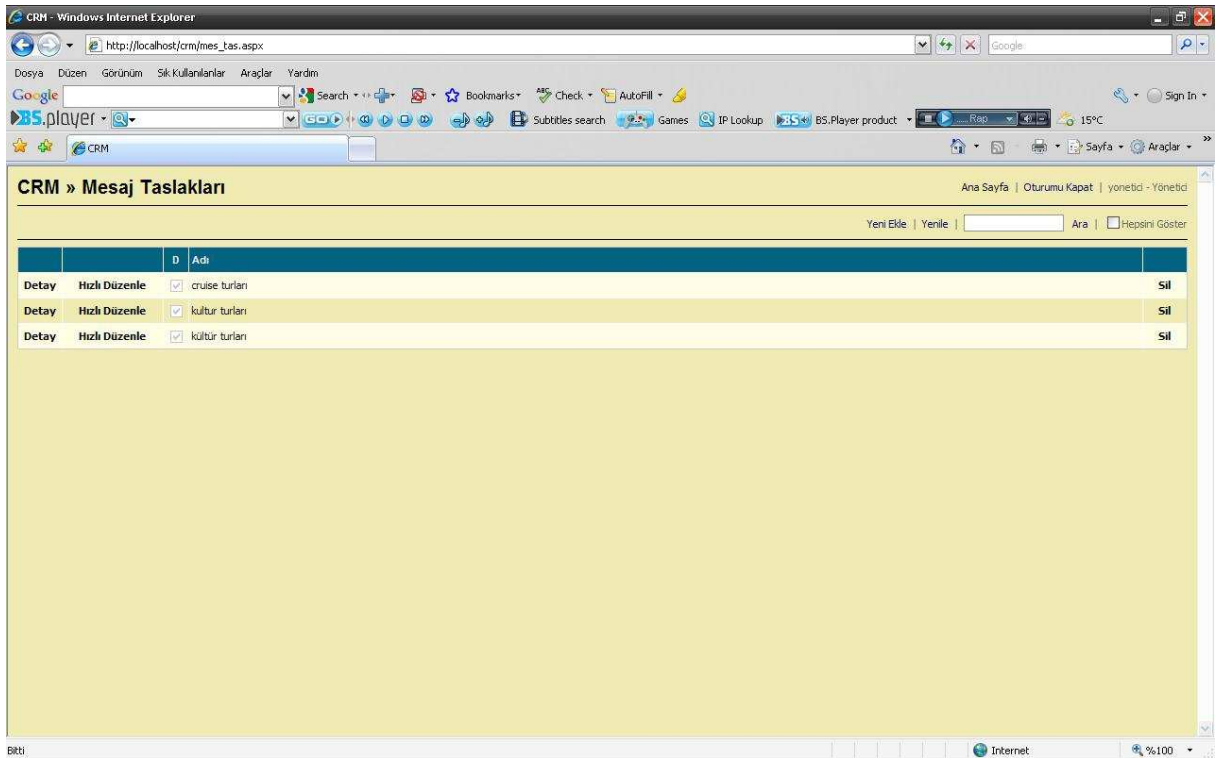 CRM - Windows Internet Explorer
http://localhost/crm/mes_tas.aspx
Google
Dosya Düzen Görünüm Sık Kullanılanlar Araçlar Yardım
Google Search Bookmarks ABC Check AutoFill Sign In
BS.player Subtitles search Games IP Lookup BS.Player product ....Rap 15°C
CRM Sayfa Araçlar
CRM » Mesaj Taslakları
Ana Sayfa | Oturumu Kapat | yonetici - Yönetici
Yeni Ekle | Yenile | Ara | Hepsini Göster
D Adı
Detay Hızlı Düzenle cruise turları Sil
Detay Hızlı Düzenle kultur turları Sil
Detay Hızlı Düzenle kültür turları Sil
Bitti Internet %100